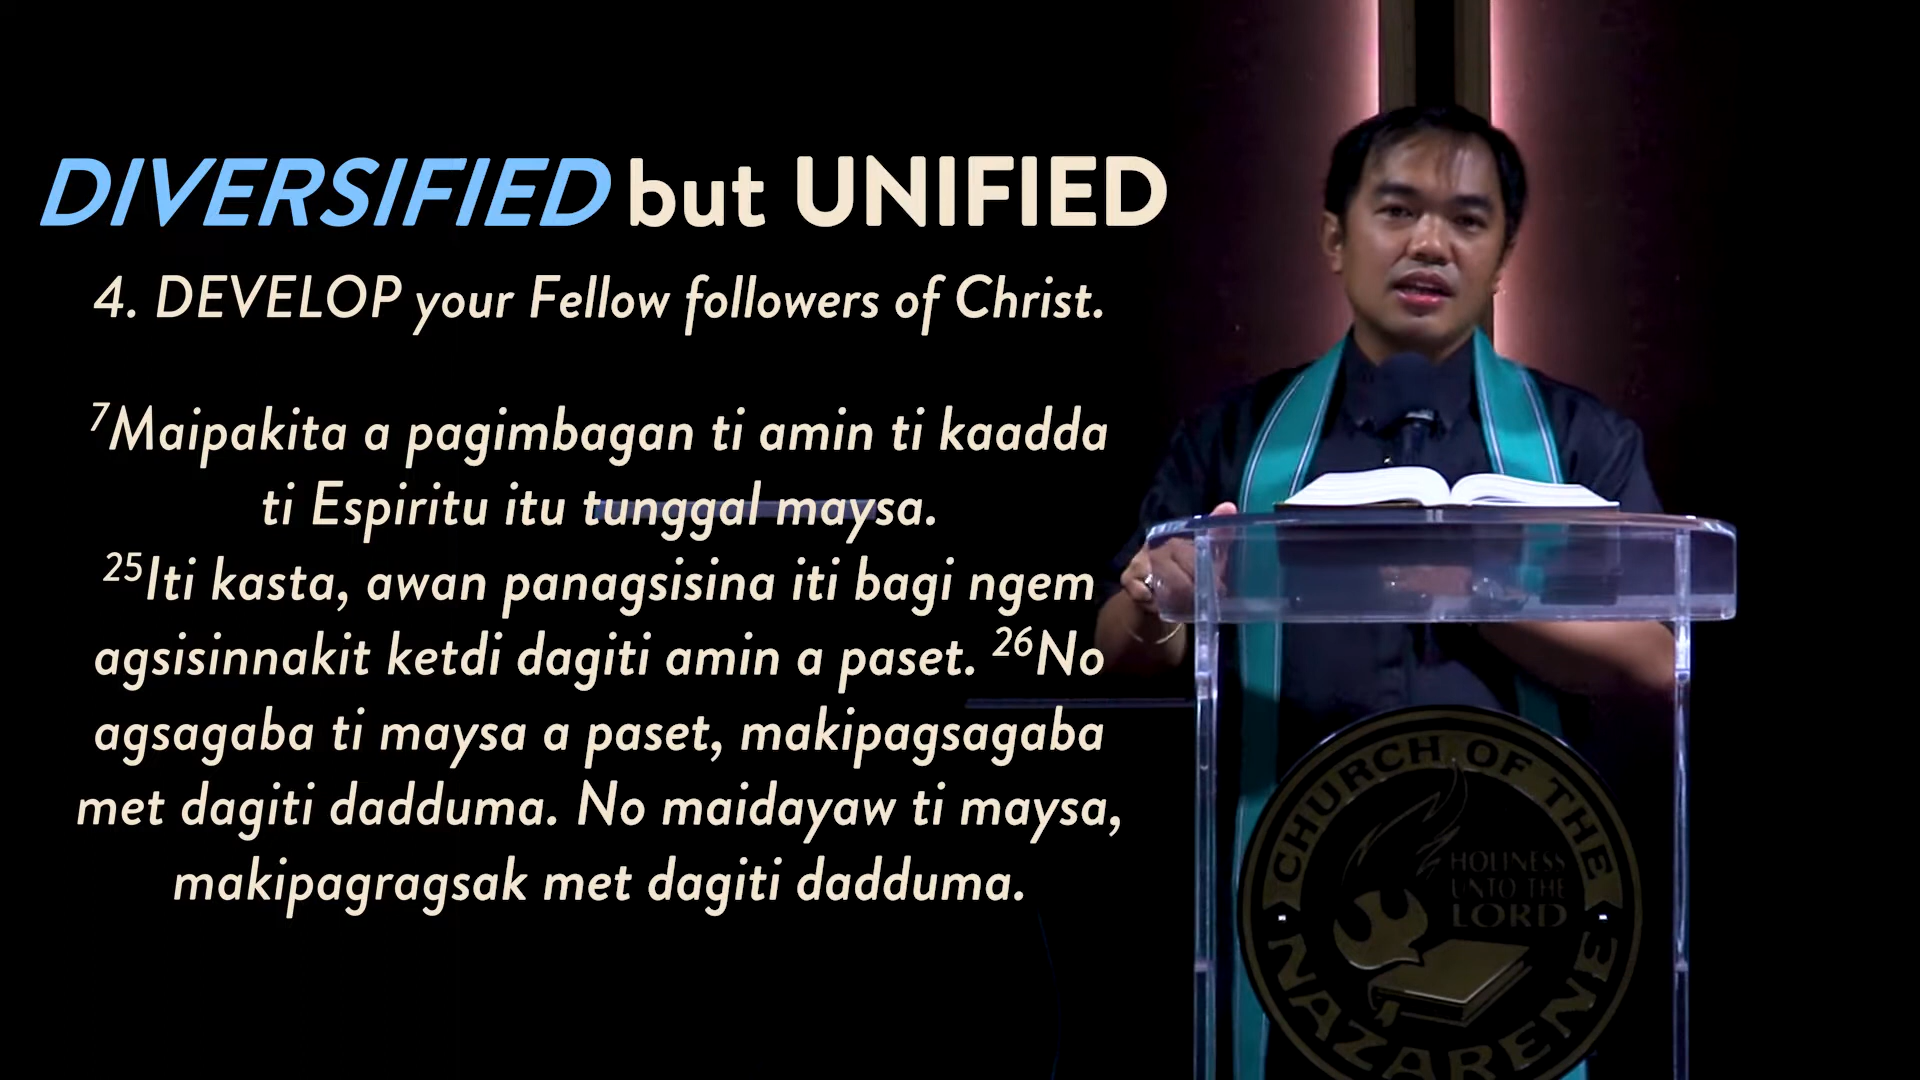 DIVERSIFIED but UNIFIED
4. DEVELOP your Fellow followers of Christ.
⁷Maipakita a pagimbagan ti amin ti kaadda
ti Espiritu itu tunggal maysa.
²⁵Iti kasta, awan panagsisina iti bagi ngem
agsisinnakit ketdi dagiti amin a paset. ²⁶No
agsagaba ti maysa a paset, makipagsagaba
met dagiti dadduma. No maidayaw ti maysa,
makipagragsak met dagiti dadduma.
CHURCH OF THE
HOLINESS
UNTO THE
LORD
NAZARENE